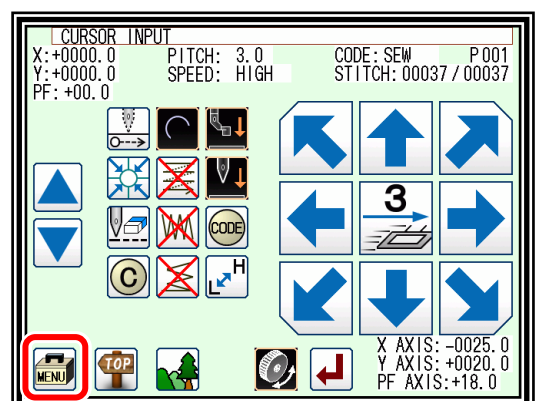 CURSOR INPUT
X:+0000.0 PITCH: 3.0 CODE:SEW P001
Y:+0000.0 SPEED: HIGH STITCH:00037/00037
PF:+00.0
3
CODE
C
L H
MENU
TOP
X AXIS:-0025.0
Y AXIS:+0020.0
PF AXIS:+18.0